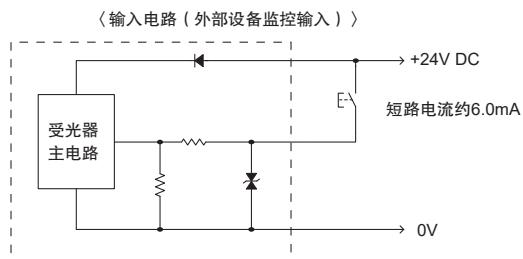 〈输入电路（外部设备监控输入）〉
+24V DC
短路电流约6.0mA
受光器
主电路
0V